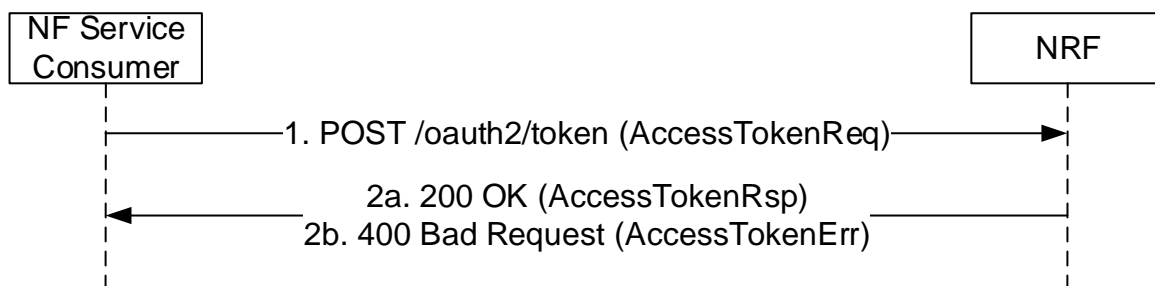 NF Service
Consumer
NRF
1. POST /oauth2/token (AccessTokenReq)
2a. 200 OK (AccessTokenRsp)
2b. 400 Bad Request (AccessTokenErr)